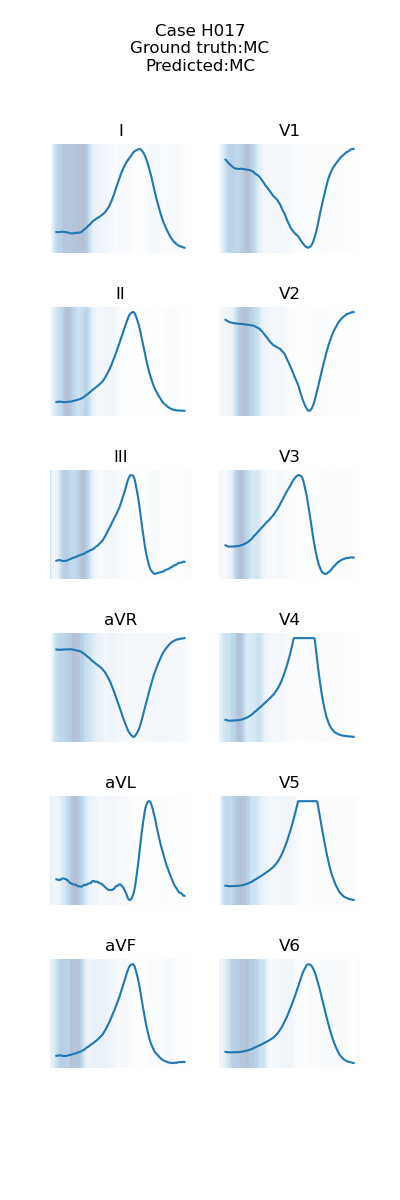 Case H017
Ground truth:MC
Predicted:MC
I
V1
II
V2
III
V3
aVR
V4
aVL
V5
aVF
V6